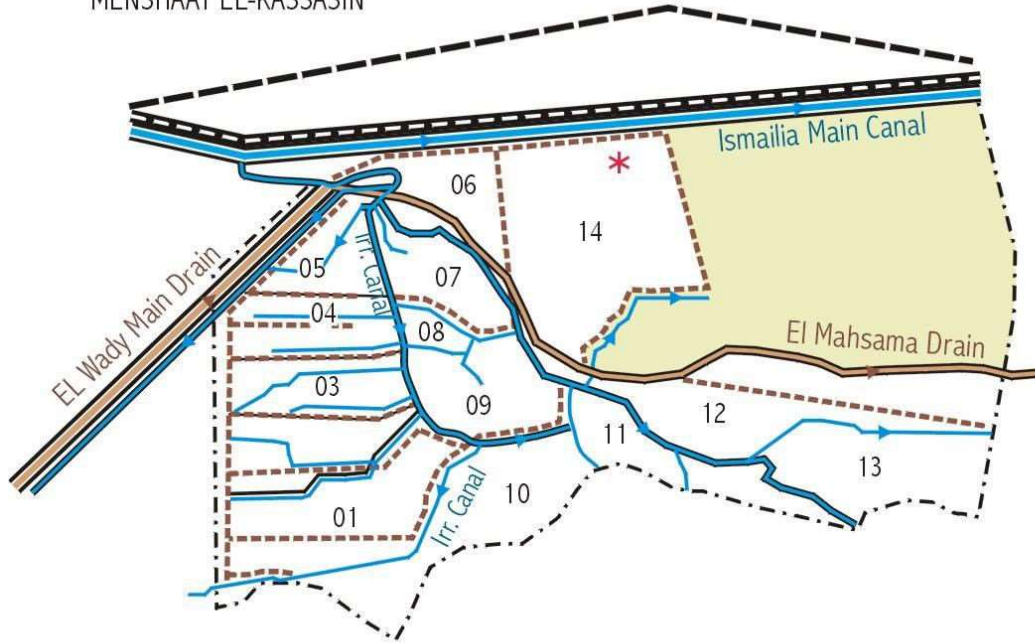 MENSHAAT EL-KASSASIN
Ismailia Main Canal
06
14
05
Irr. Canal
07
EL Wady Main Drain
04
08
El Mahsama Drain
03
09
12
11
13
10
Irr. Canal
01